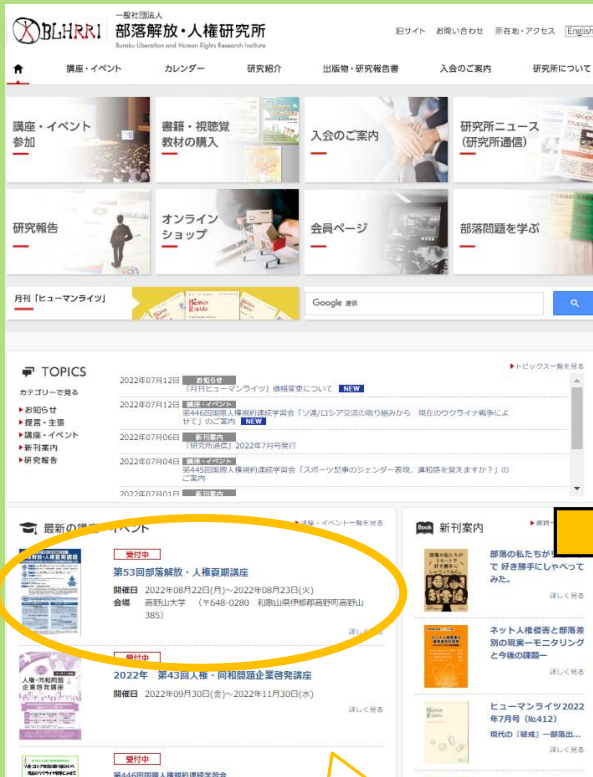 BLHRRI
一般社団法人
部落解放・人権研究所
Buraku Liberation and Human Rights Research Institute
旧サイト お問い合わせ 所在地・アクセス English
講座・イベント カレンダー 研究紹介 出版物・研究報告書 入会のご案内 研究所について
講座・イベント
参加
書籍・視聴覚
教材の購入
入会のご案内
研究所ニュース
(研究所通信)
研究報告
オンライン
ショップ
会員ページ
部落問題を学ぶ
月刊「ヒューマンライツ」
Google 提供
TOPICS
カテゴリーで見る
▶お知らせ
▶提言・主張
▶講座・イベント
▶新刊案内
▶研究報告
▶トピックス一覧を見る
2022年07月12日 お知らせ
『月刊ヒューマンライツ』価格変更について NEW
2022年07月12日 講座・イベント
第446回国際人権規約連続学習会「ソ連/ロシア交流の取り組みから 現在のウクライナ戦争によ
せて」のご案内 NEW
2022年07月06日 新刊案内
『研究所通信』2022年7月号発行
2022年07月04日 講座・イベント
第445回国際人権規約連続学習会「スポーツ記事のジェンダー表現、違和感を覚えますか?」の
ご案内
2022年07月01日 新刊案内
最新の講座・イベント
▶講座・イベント一覧を見る
受付中
第53回部落解放・人権夏期講座
開催日 2022年08月22日(月)～2022年08月23日(火)
会場 高野山大学 (〒648-0280 和歌山県伊都郡高野町高野山
385)
詳しく見る
人権・同和問題
企業啓発講座
受付中
2022年 第43回人権・同和問題企業啓発講座
開催日 2022年09月30日(金)～2022年11月30日(水)
詳しく見る
受付中
第446回国際人権規約連続学習会
Book 新刊案内
部落の私たちがリモート
で 好き勝手にしゃべって
みた。
詳しく見る
ネット人権侵害と部落差
別の現実ーモニタリング
と今後の課題ー
詳しく見る
ヒューマンライツ2022
年7月号 (№412)
現代の『破戒』ー部落出...
詳しく見る